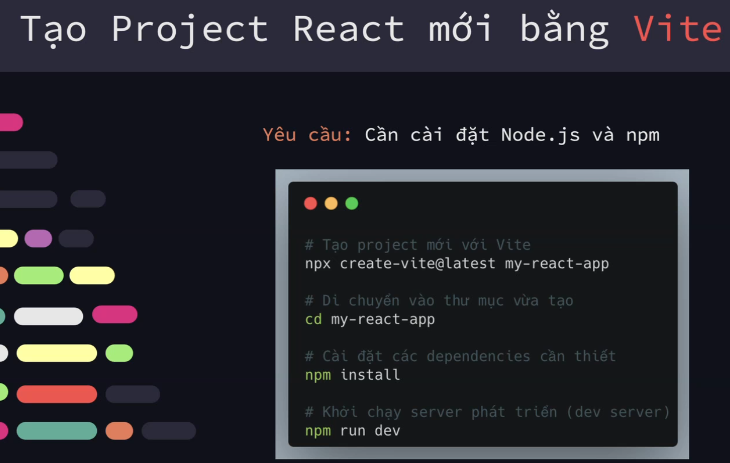 Tạo Project React mới bằng Vite
Yêu cầu: Cần cài đặt Node.js và npm
# Tạo project mới với Vite
npx create-vite@latest my-react-app
# Di chuyển vào thư mục vừa tạo
cd my-react-app
# Cài đặt các dependencies cần thiết
npm install
# Khởi chạy server phát triển (dev server)
npm run dev